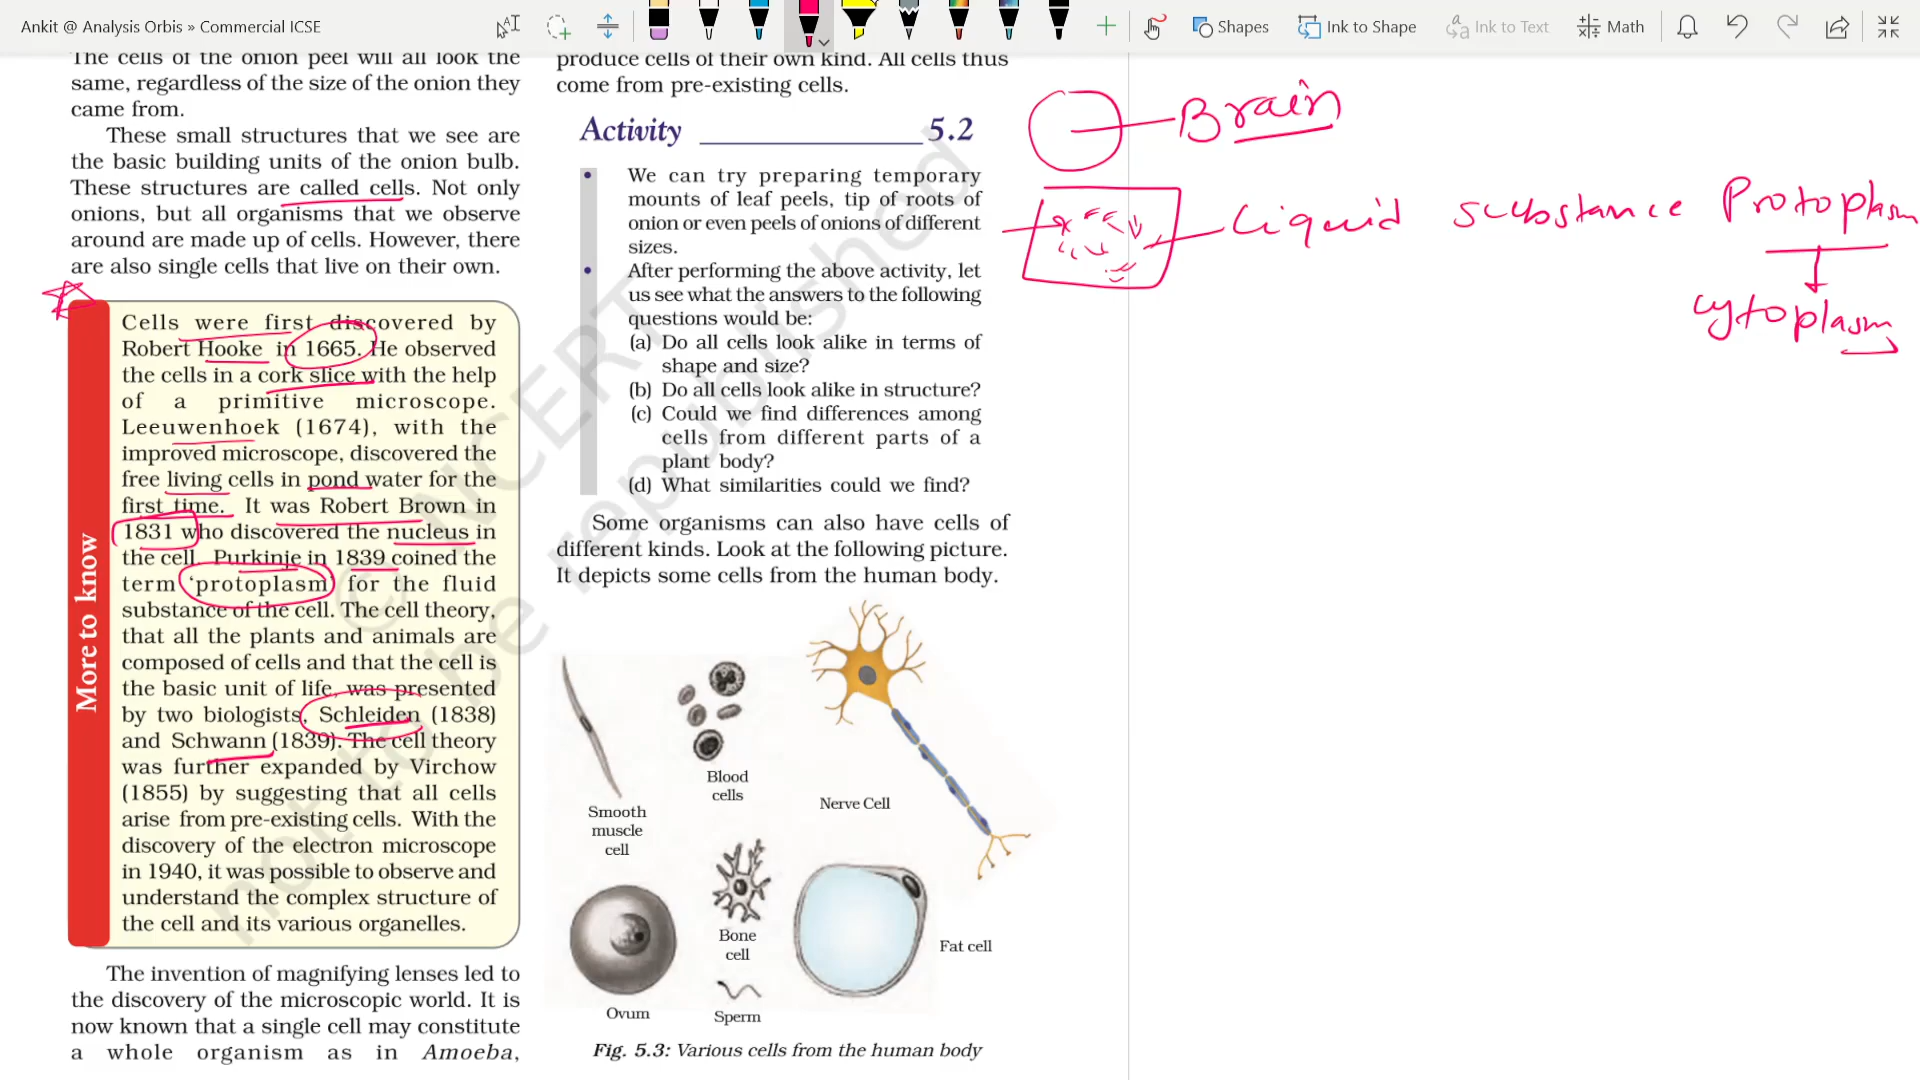 Ankit @ Analysis Orbis » Commercial ICSE
Shapes
Ink to Shape
Ink to Text
Math
The cells of the onion peel will all look the
same, regardless of the size of the onion they
came from.
These small structures that we see are
the basic building units of the onion bulb.
These structures are called cells. Not only
onions, but all organisms that we observe
around are made up of cells. However, there
are also single cells that live on their own.
More to know
Cells were first discovered by
Robert Hooke in 1665. He observed
the cells in a cork slice with the help
of a primitive microscope.
Leeuwenhoek (1674), with the
improved microscope, discovered the
free living cells in pond water for the
first time. It was Robert Brown in
1831 who discovered the nucleus in
the cell. Purkinje in 1839 coined the
term ‘protoplasm’ for the fluid
substance of the cell. The cell theory,
that all the plants and animals are
composed of cells and that the cell is
the basic unit of life, was presented
by two biologists, Schleiden (1838)
and Schwann (1839). The cell theory
was further expanded by Virchow
(1855) by suggesting that all cells
arise from pre-existing cells. With the
discovery of the electron microscope
in 1940, it was possible to observe and
understand the complex structure of
the cell and its various organelles.
The invention of magnifying lenses led to
the discovery of the microscopic world. It is
now known that a single cell may constitute
a whole organism as in Amoeba,
produce cells of their own kind. All cells thus
come from pre-existing cells.
Activity 5.2
• We can try preparing temporary
mounts of leaf peels, tip of roots of
onion or even peels of onions of different
sizes.
• After performing the above activity, let
us see what the answers to the following
questions would be:
(a) Do all cells look alike in terms of
shape and size?
(b) Do all cells look alike in structure?
(c) Could we find differences among
cells from different parts of a
plant body?
(d) What similarities could we find?
Some organisms can also have cells of
different kinds. Look at the following picture.
It depicts some cells from the human body.
Smooth
muscle
cell
Blood
cells
Nerve Cell
Ovum
Bone
cell
Sperm
Fat cell
Fig. 5.3: Various cells from the human body
© NCERT
not to be republished
Brain
Liquid substance Protoplasm
cytoplasm